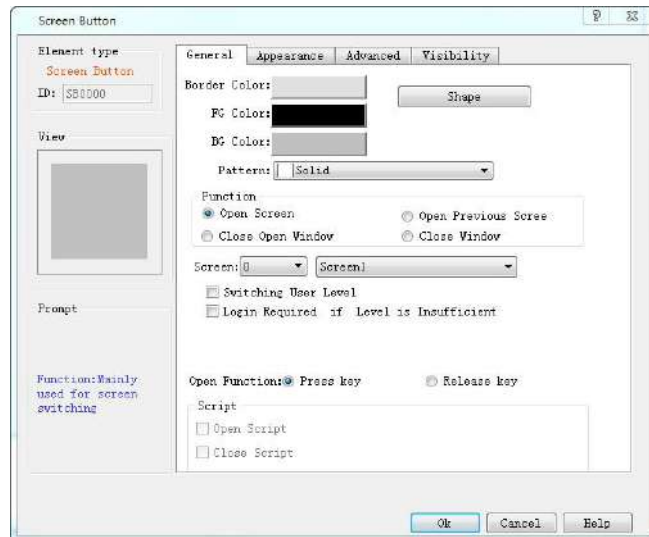 Screen Button
Element type
Screen Button
ID: SB0000
View
Prompt
Function:Mainly
used for screen
switching
General Appearance Advanced Visibility
Border Color:
FG Color:
BG Color:
Shape
Pattern: Solid
Function
Open Screen Open Previous Scree
Close Open Window Close Window
Screen: 0 Screen1
Switching User Level
Login Required if Level is Insufficient
Open Function: Press key Release key
Script
Open Script
Close Script
Ok Cancel Help